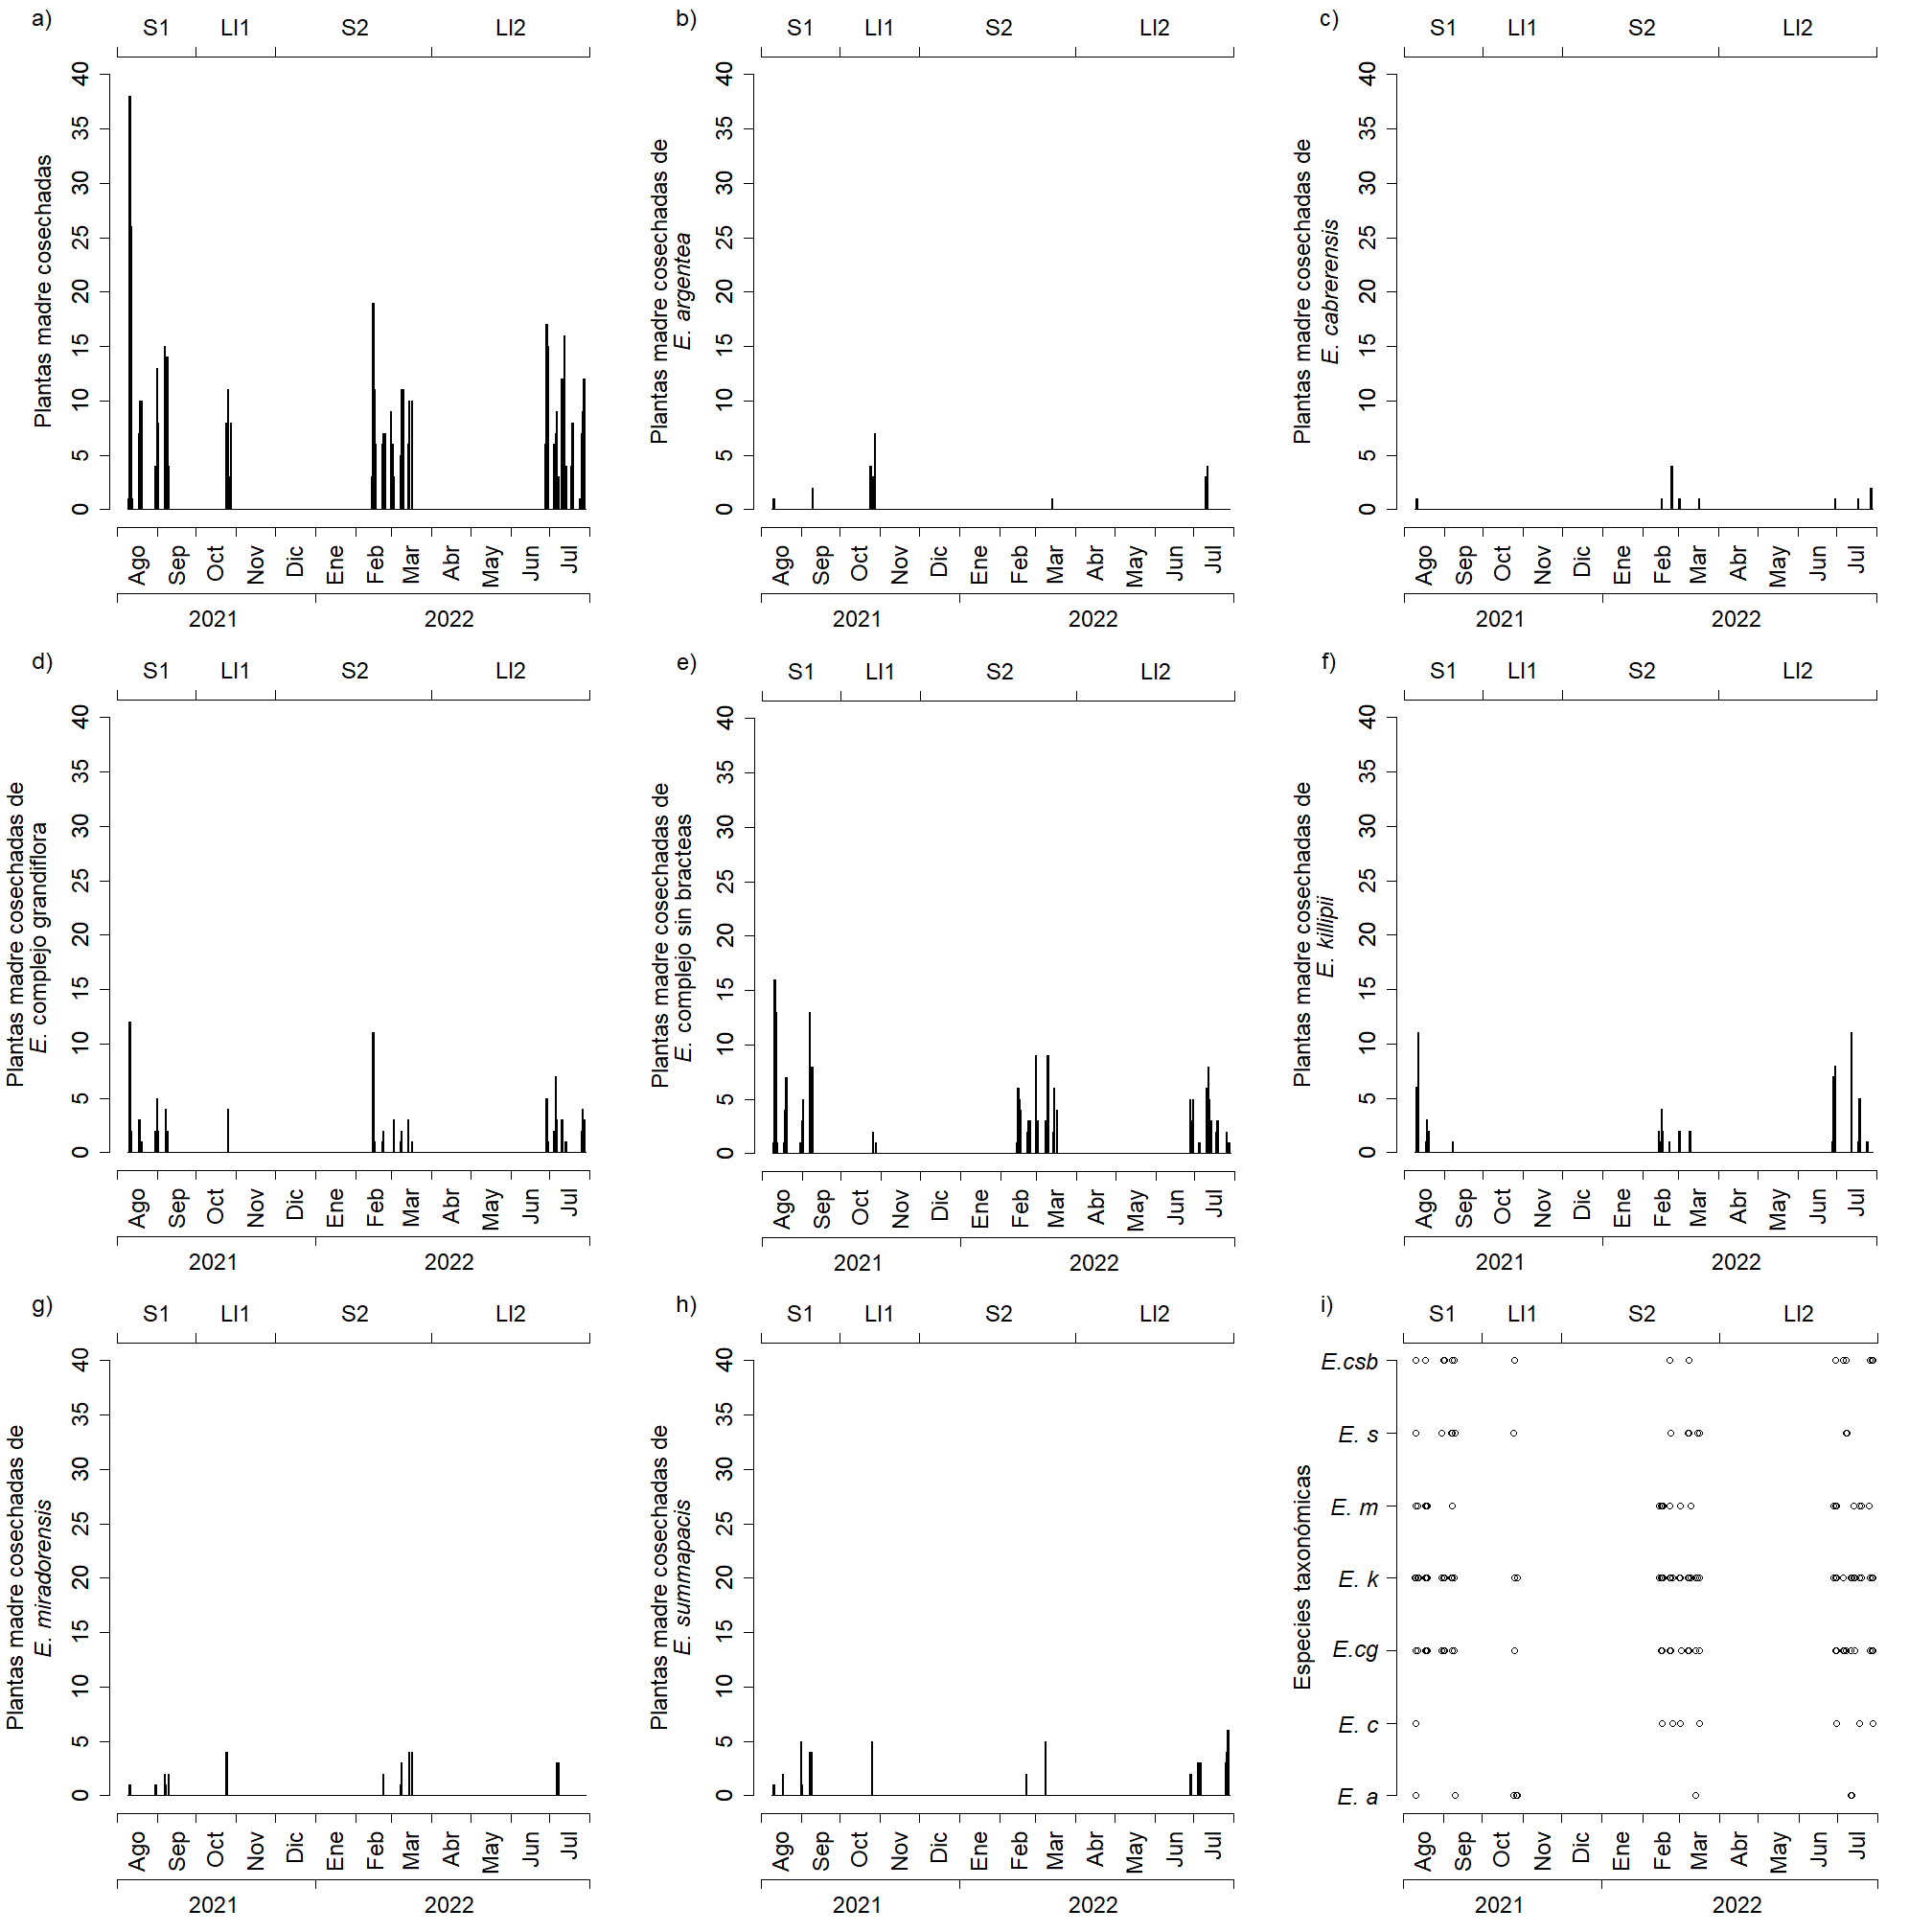 a)
S1 LI1 S2 LI2
Plantas madre cosechadas
0 5 10 15 20 25 30 35 40
Ago Sep Oct Nov Dic Ene Feb Mar Abr May Jun Jul
2021 2022
b)
S1 LI1 S2 LI2
Plantas madre cosechadas de
E. argentea
0 5 10 15 20 25 30 35 40
Ago Sep Oct Nov Dic Ene Feb Mar Abr May Jun Jul
2021 2022
c)
S1 LI1 S2 LI2
Plantas madre cosechadas de
E. cabrerensis
0 5 10 15 20 25 30 35 40
Ago Sep Oct Nov Dic Ene Feb Mar Abr May Jun Jul
2021 2022
d)
S1 LI1 S2 LI2
Plantas madre cosechadas de
E. complejo grandiflora
0 5 10 15 20 25 30 35 40
Ago Sep Oct Nov Dic Ene Feb Mar Abr May Jun Jul
2021 2022
e)
S1 LI1 S2 LI2
Plantas madre cosechadas de
E. complejo sin bracteas
0 5 10 15 20 25 30 35 40
Ago Sep Oct Nov Dic Ene Feb Mar Abr May Jun Jul
2021 2022
f)
S1 LI1 S2 LI2
Plantas madre cosechadas de
E. killipii
0 5 10 15 20 25 30 35 40
Ago Sep Oct Nov Dic Ene Feb Mar Abr May Jun Jul
2021 2022
g)
S1 LI1 S2 LI2
Plantas madre cosechadas de
E. miradorensis
0 5 10 15 20 25 30 35 40
Ago Sep Oct Nov Dic Ene Feb Mar Abr May Jun Jul
2021 2022
h)
S1 LI1 S2 LI2
Plantas madre cosechadas de
E. summapacis
0 5 10 15 20 25 30 35 40
Ago Sep Oct Nov Dic Ene Feb Mar Abr May Jun Jul
2021 2022
i)
S1 LI1 S2 LI2
Especies taxonómicas
E.csb
E. s
E. m
E. k
E.cg
E. c
E. a
Ago Sep Oct Nov Dic Ene Feb Mar Abr May Jun Jul
2021 2022